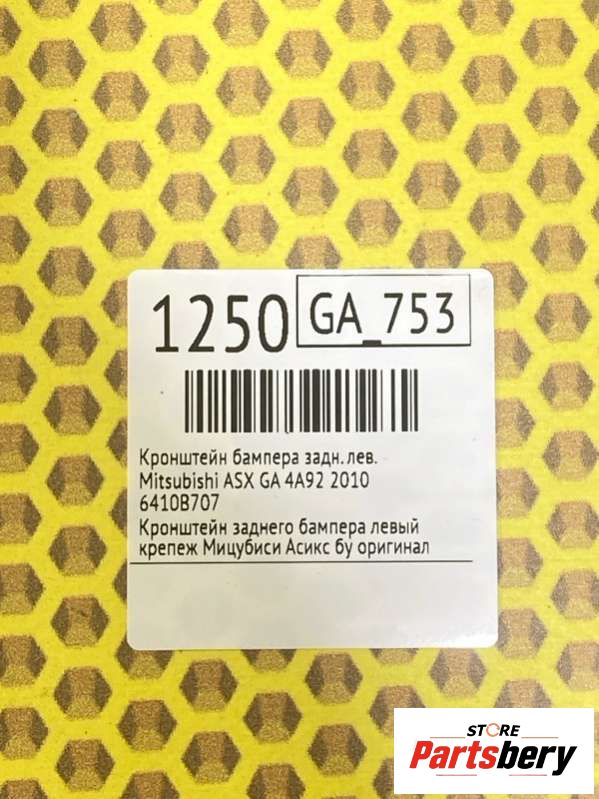 1250 GA_753
Кронштейн бампера задн.лев.
Mitsubishi ASX GA 4A92 2010
6410B707
Кронштейн заднего бампера левый
крепеж Мицубиси Асикс бу оригинал
STORE
Partsbery